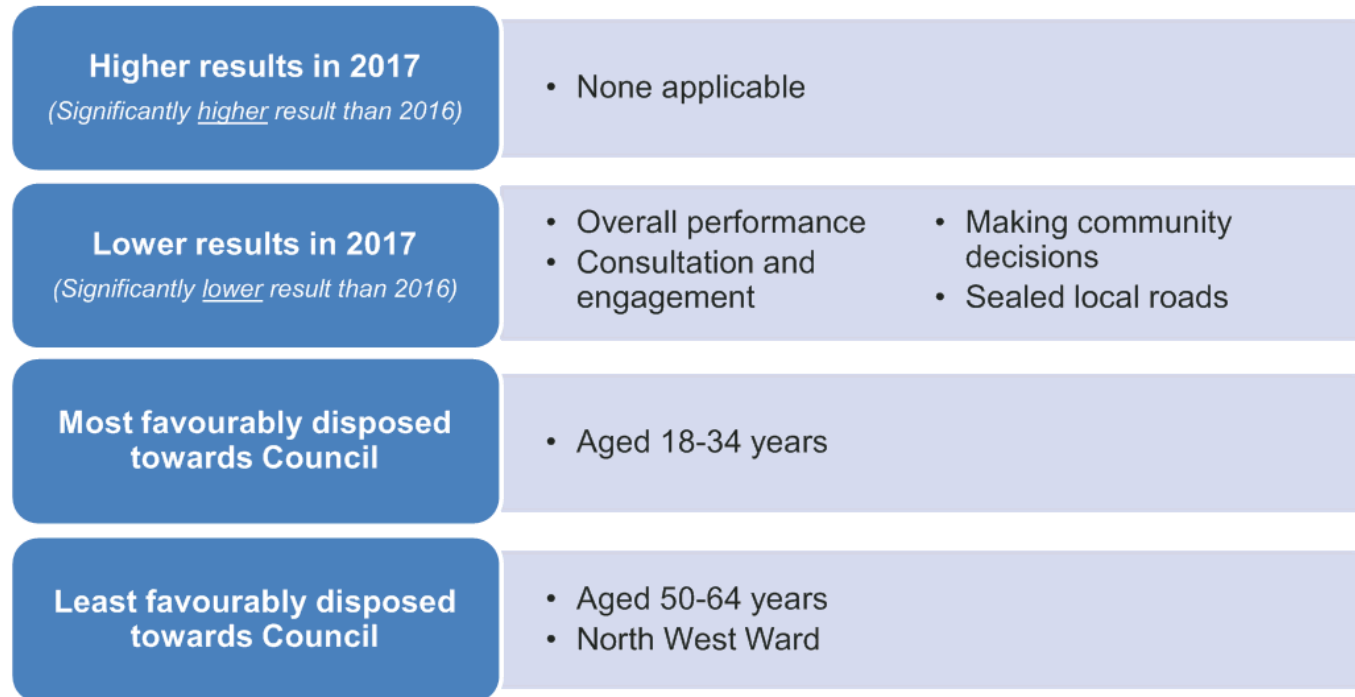 Higher results in 2017
(Significantly higher result than 2016)
• None applicable
Lower results in 2017
(Significantly lower result than 2016)
• Overall performance
• Consultation and
engagement
• Making community
decisions
• Sealed local roads
Most favourably disposed
towards Council
• Aged 18-34 years
Least favourably disposed
towards Council
• Aged 50-64 years
• North West Ward